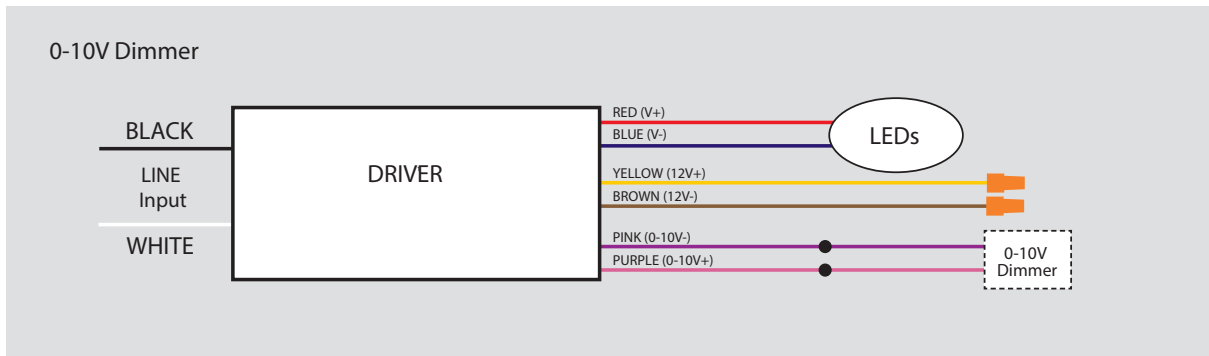 0-10V Dimmer
BLACK
LINE
Input
WHITE
DRIVER
RED (V+)
BLUE (V-)
LEDs
YELLOW (12V+)
BROWN (12V-)
PINK (0-10V-)
PURPLE (0-10V+)
0-10V
Dimmer